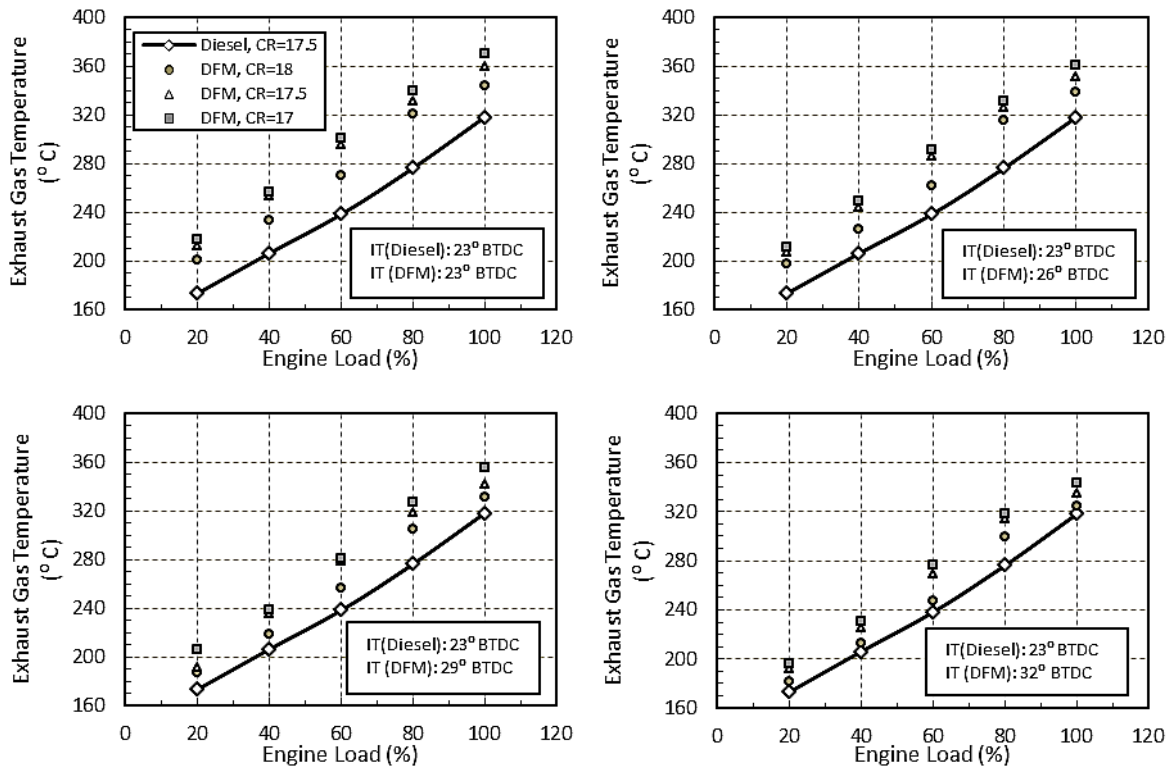 Exhaust Gas Temperature
(° C)
400
360
320
280
240
200
160
Diesel, CR=17.5
DFM, CR=18
DFM, CR=17.5
DFM, CR=17
IT(Diesel): 23° BTDC
IT (DFM): 23° BTDC
0 20 40 60 80 100 120
Engine Load (%)
Exhaust Gas Temperature
(° C)
400
360
320
280
240
200
160
IT(Diesel): 23° BTDC
IT (DFM): 26° BTDC
0 20 40 60 80 100 120
Engine Load (%)
Exhaust Gas Temperature
(° C)
400
360
320
280
240
200
160
IT(Diesel): 23° BTDC
IT (DFM): 29° BTDC
0 20 40 60 80 100 120
Engine Load (%)
Exhaust Gas Temperature
(° C)
400
360
320
280
240
200
160
IT(Diesel): 23° BTDC
IT (DFM): 32° BTDC
0 20 40 60 80 100 120
Engine Load (%)